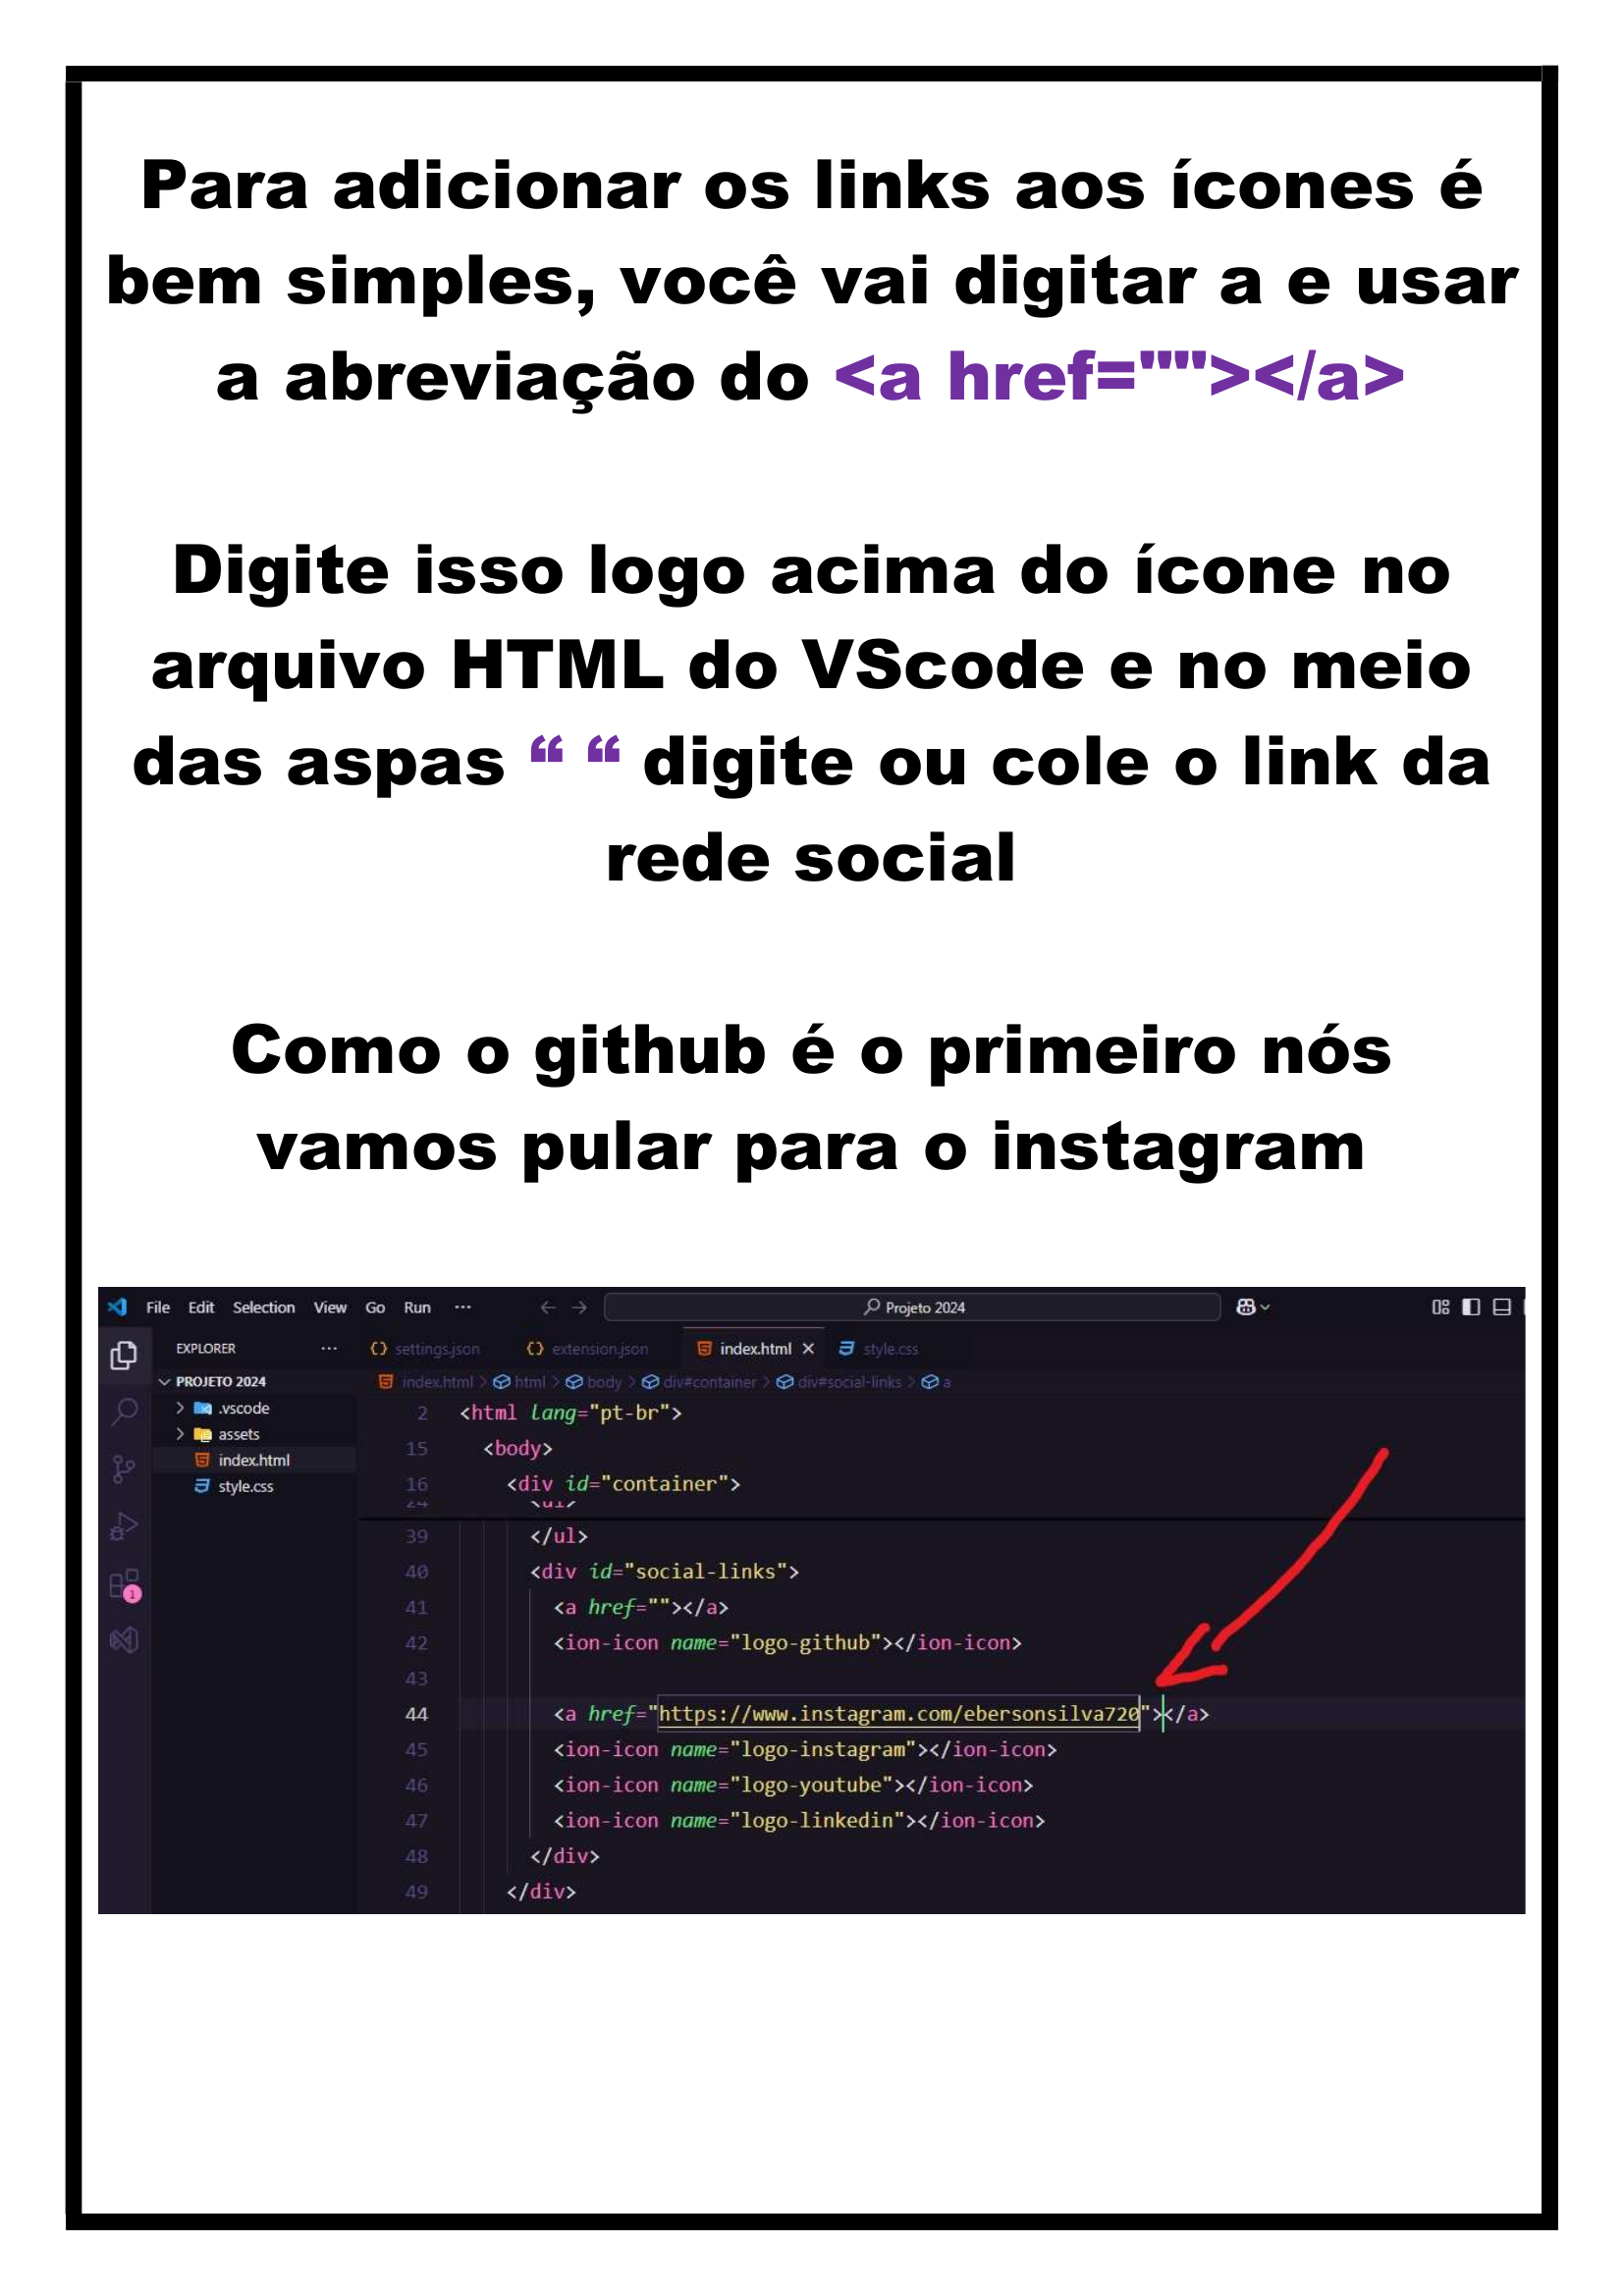 Para adicionar os links aos ícones é
bem simples, você vai digitar a e usar
a abreviação do <a href=""></a>
Digite isso logo acima do ícone no
arquivo HTML do VScode e no meio
das aspas “ “ digite ou cole o link da
rede social
Como o github é o primeiro nós
vamos pular para o instagram
File Edit Selection View Go Run ··· ← → Projeto 2024
EXPLORER ··· {} settings.json {} extension.json index.html × style.css
PROJETO 2024 index.html > html > body > div#container > div#social-links > a
> .vscode
> assets
index.html
style.css
1
2 <html lang="pt-br">
15 <body>
16 <div id="container">
24 <ul>
39 </ul>
40 <div id="social-links">
41 <a href=""></a>
42 <ion-icon name="logo-github"></ion-icon>
43
44 <a href="https://www.instagram.com/ebersonsilva720"></a>
45 <ion-icon name="logo-instagram"></ion-icon>
46 <ion-icon name="logo-youtube"></ion-icon>
47 <ion-icon name="logo-linkedin"></ion-icon>
48 </div>
49 </div>